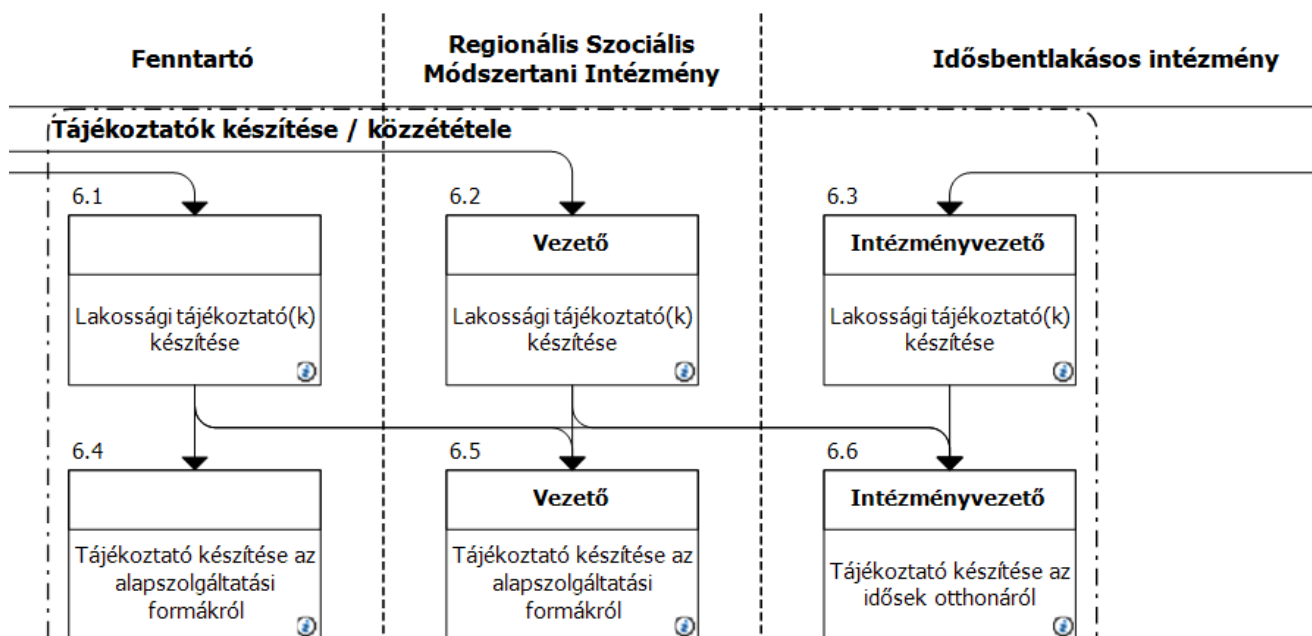 Fenntartó
Regionális Szociális
Módszertani Intézmény
Idősbentlakásos intézmény
Tájékoztatók készítése / közzététele
6.1
6.2
6.3
Vezető
Intézményvezető
Lakossági tájékoztató(k)
készítése
Lakossági tájékoztató(k)
készítése
Lakossági tájékoztató(k)
készítése
6.4
6.5
6.6
Vezető
Intézményvezető
Tájékoztató készítése az
alapszolgáltatási
formákról
Tájékoztató készítése az
alapszolgáltatási
formákról
Tájékoztató készítése az
idősek otthonáról